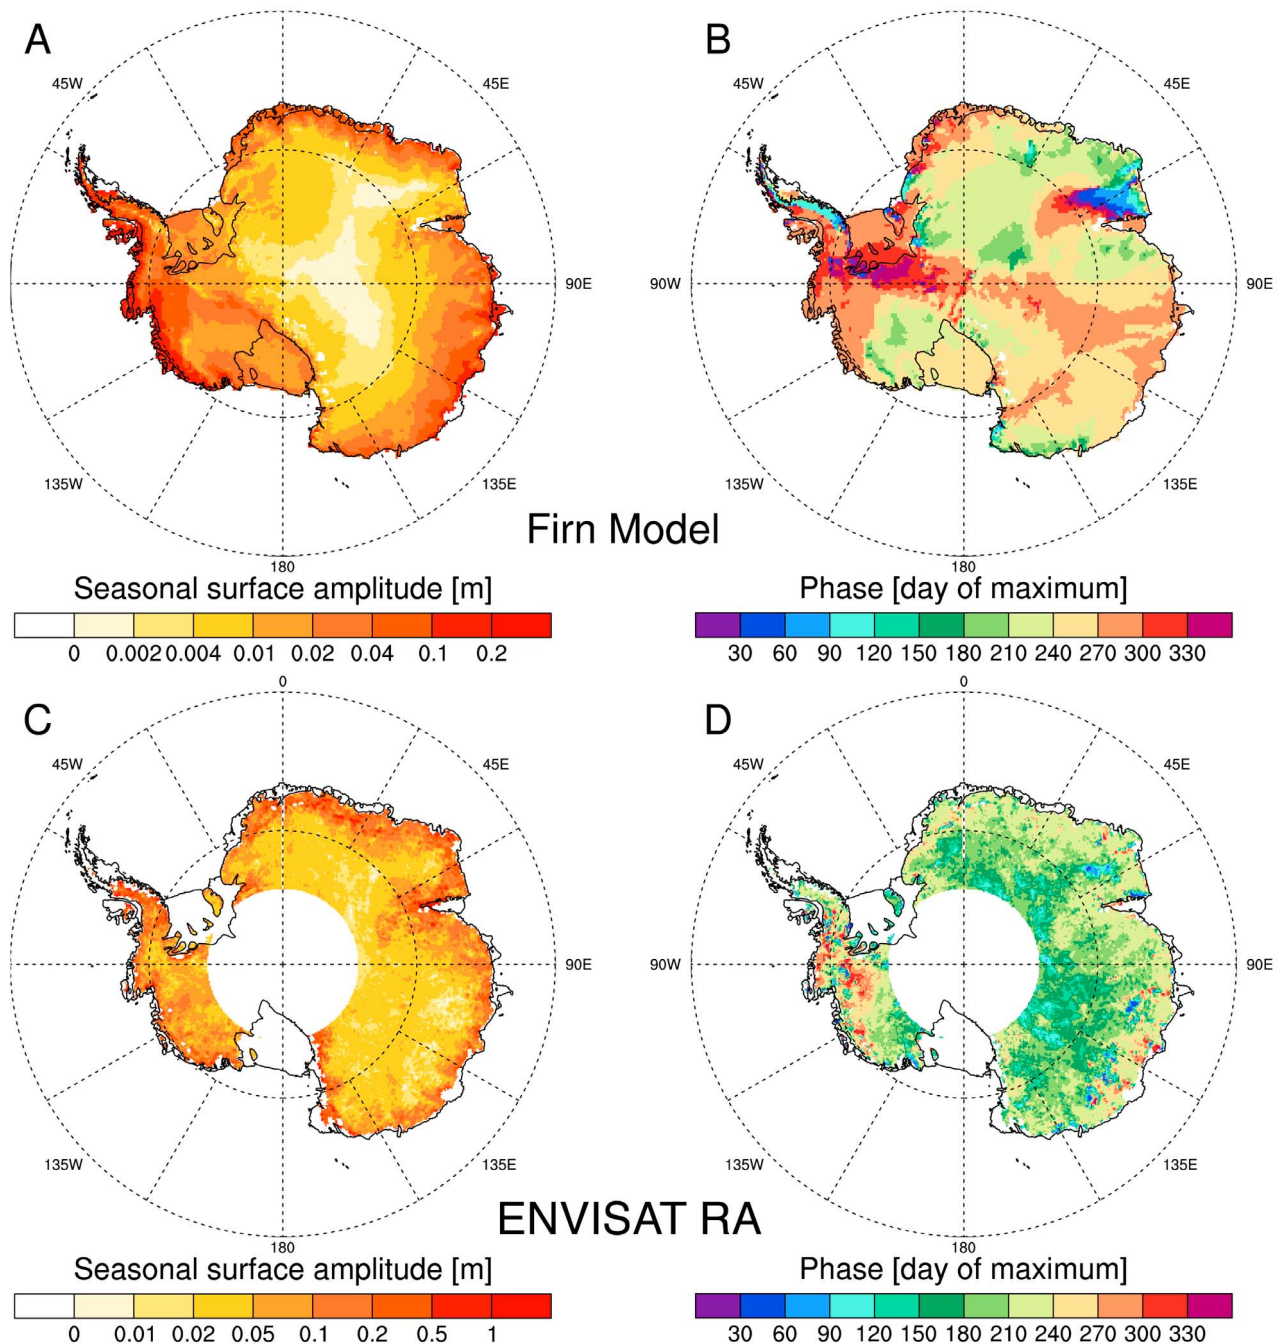 A
B
45W
45E
45W
45E
90E
90W
90E
135W
135E
135W
135E
Firn Model
180
180
Seasonal surface amplitude [m]
Phase [day of maximum]
0 0.002 0.004 0.01 0.02 0.04 0.1 0.2
30 60 90 120 150 180 210 240 270 300 330
0
0
C
D
45W
45E
45W
45E
90E
90W
90E
135W
135E
135W
135E
ENVISAT RA
180
180
Seasonal surface amplitude [m]
Phase [day of maximum]
0 0.01 0.02 0.05 0.1 0.2 0.5 1
30 60 90 120 150 180 210 240 270 300 330